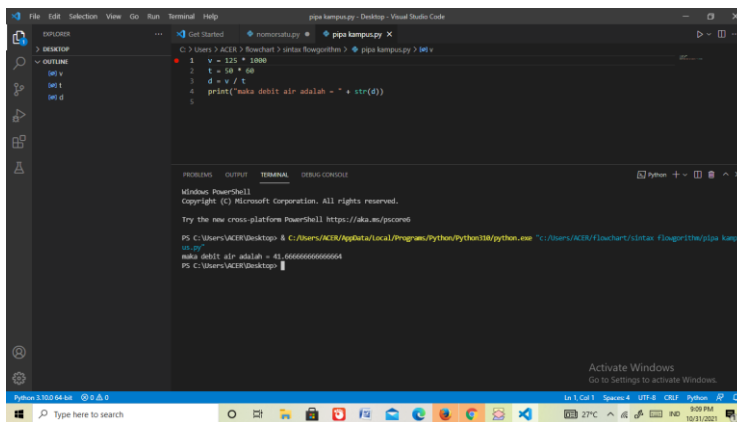 File Edit Selection View Go Run Terminal Help
pipa kampus.py - Desktop - Visual Studio Code
EXPLORER
Get Started nomorsatu.py pipa kampus.py
DESKTOP
C: > Users > ACER > flowchart > sintax flowgorithm > pipa kampus.py > v
OUTLINE
v
t
d
1 v = 125 * 1000
2 t = 50 * 60
3 d = v / t
4 print("maka debit air adalah = " + str(d))
5
PROBLEMS OUTPUT TERMINAL DEBUG CONSOLE
Python
Windows PowerShell
Copyright (C) Microsoft Corporation. All rights reserved.
Try the new cross-platform PowerShell https://aka.ms/pscore6
PS C:\Users\ACER\Desktop> & C:/Users/ACER/AppData/Local/Programs/Python/Python310/python.exe "c:/Users/ACER/flowchart/sintax flowgorithm/pipa kamp
us.py"
maka debit air adalah = 41.666666666666664
PS C:\Users\ACER\Desktop>
Activate Windows
Go to Settings to activate Windows.
Python 3.10.0 64-bit 0 0
Ln 1, Col 1 Spaces: 4 UTF-8 CRLF Python
Type here to search
27°C
IND
9:09 PM
10/31/2021